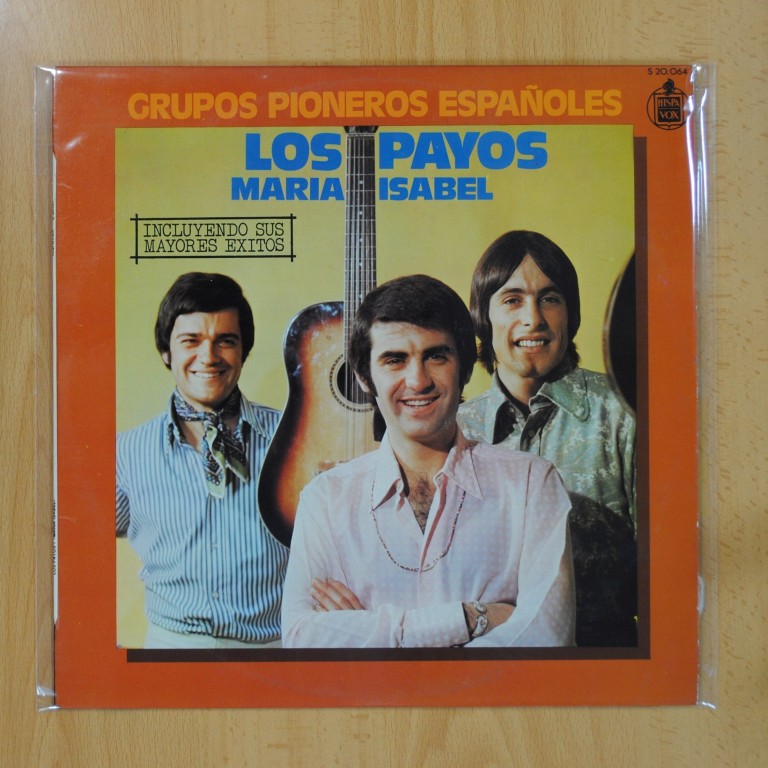 S 20.064
GRUPOS PIONEROS ESPAÑOLES
HISPA
VOX
LOS PAYOS
MARIA ISABEL
INCLUYENDO SUS
MAYORES EXITOS